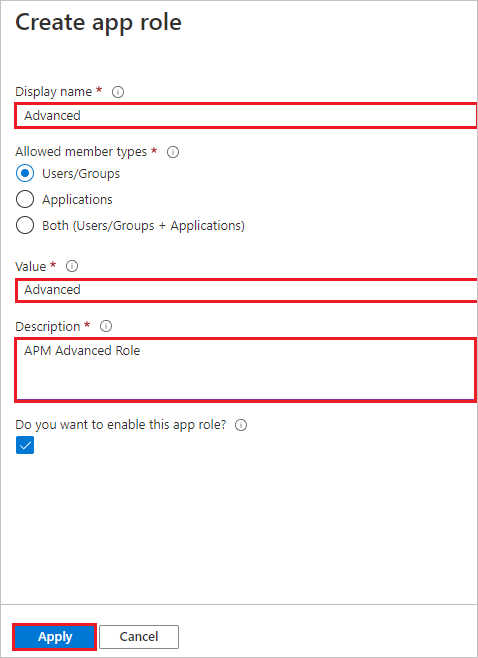 Create app role
Display name *
Advanced
Allowed member types *
Users/Groups
Applications
Both (Users/Groups + Applications)
Value *
Advanced
Description *
APM Advanced Role
Do you want to enable this app role?
Apply Cancel